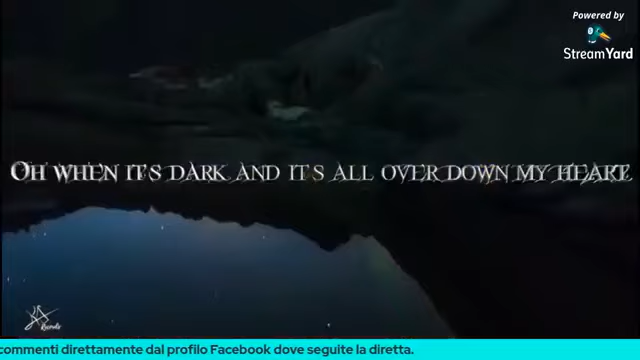 Powered by
StreamYard
OH WHEN IT'S DARK AND IT'S ALL OVER DOWN MY HEART
Records
commenti direttamente dal profilo Facebook dove seguite la diretta.